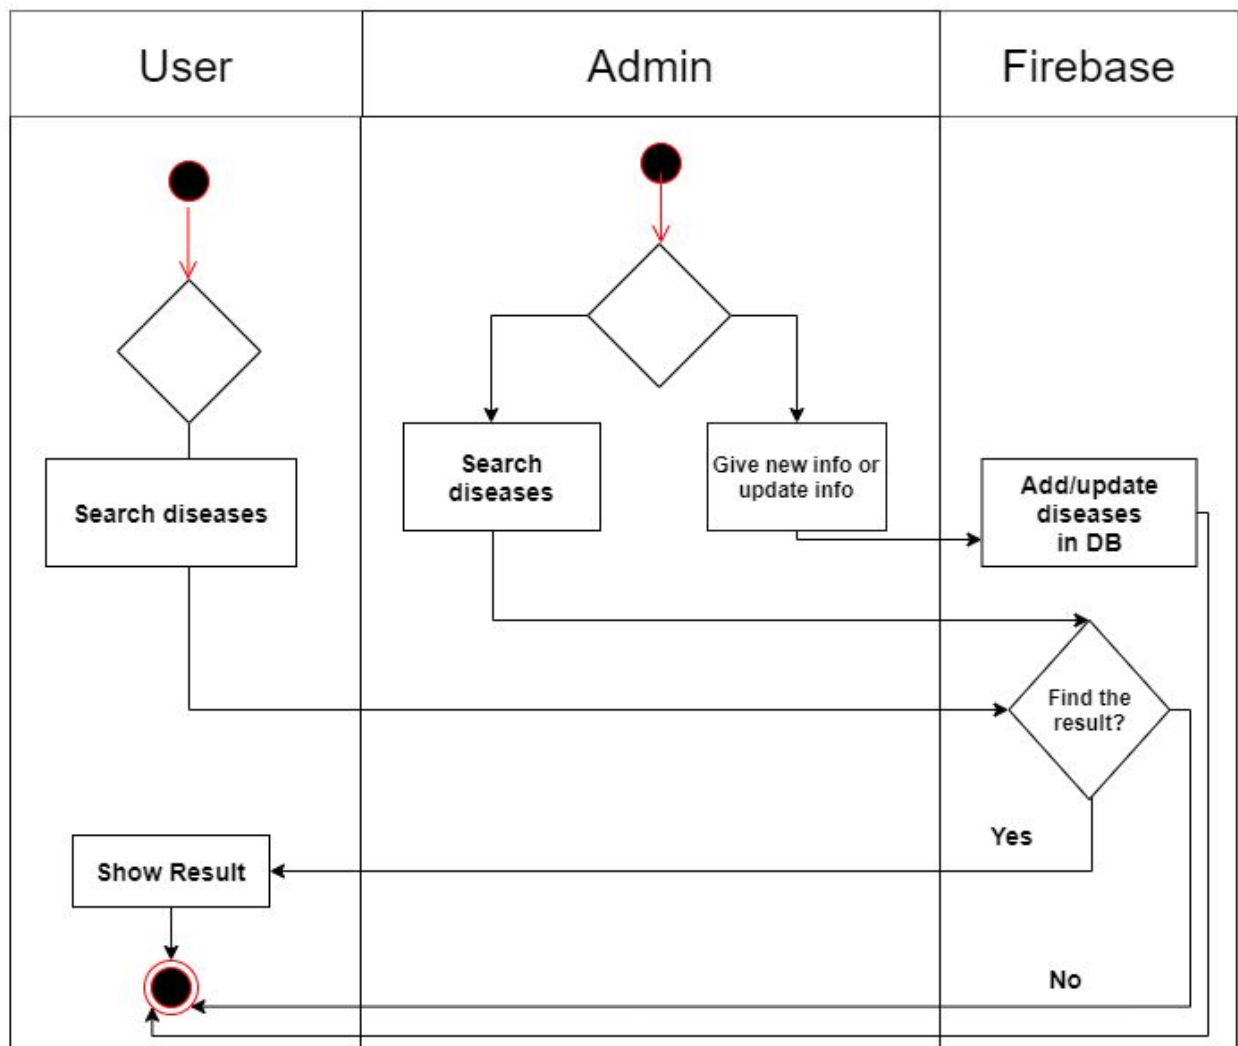 User
Admin
Firebase
Search
diseases
Give new info or
update info
Search diseases
Add/update
diseases
in DB
Find the
result?
Yes
Show Result
No